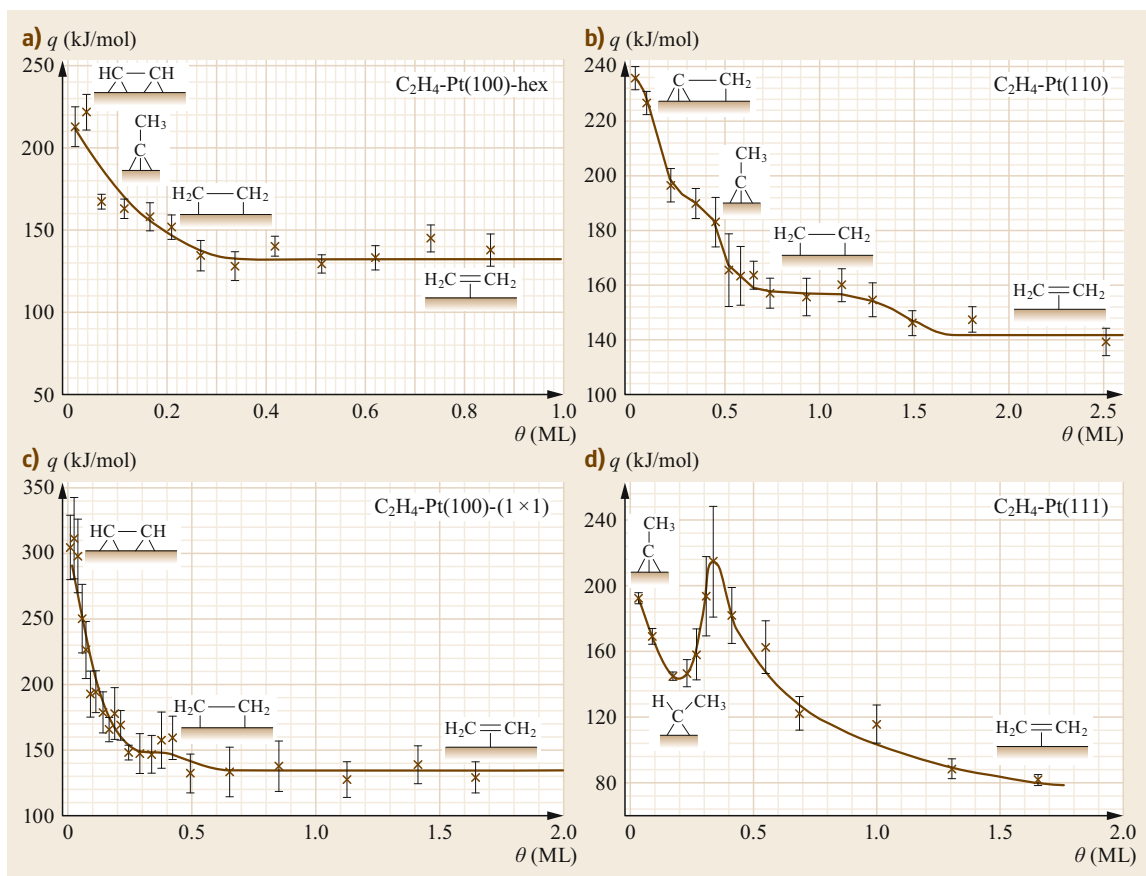 a) q (kJ/mol)
250
200
150
100
50
0 0.2 0.4 0.6 0.8 1.0
θ (ML)
C2H4-Pt(100)-hex
HC—CH
CH3
C
H2C—CH2
H2C=CH2
b) q (kJ/mol)
240
220
200
180
160
140
100
0 0.5 1.0 1.5 2.0 2.5
θ (ML)
C2H4-Pt(110)
C—CH2
CH3
C
H2C—CH2
H2C=CH2
c) q (kJ/mol)
350
300
250
200
150
100
0 0.5 1.0 1.5 2.0
θ (ML)
C2H4-Pt(100)-(1 × 1)
HC—CH
H2C—CH2
H2C=CH2
d) q (kJ/mol)
240
200
160
120
80
0 0.5 1.0 1.5 2.0
θ (ML)
C2H4-Pt(111)
CH3
C
H CH3
C
H2C=CH2